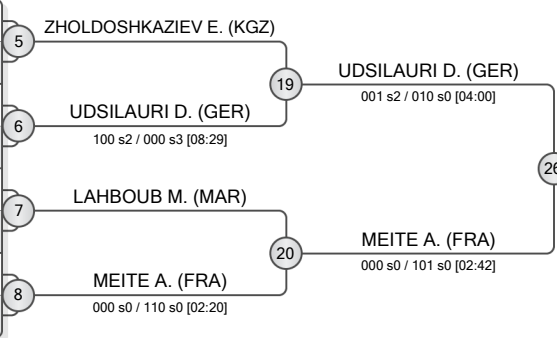 5
ZHOLDOSHKAZIEV E. (KGZ)
19
UDSILAURI D. (GER)
001 s2 / 010 s0 [04:00]
6
UDSILAURI D. (GER)
100 s2 / 000 s3 [08:29]
26
7
LAHBOUB M. (MAR)
20
MEITE A. (FRA)
000 s0 / 101 s0 [02:42]
8
MEITE A. (FRA)
000 s0 / 110 s0 [02:20]